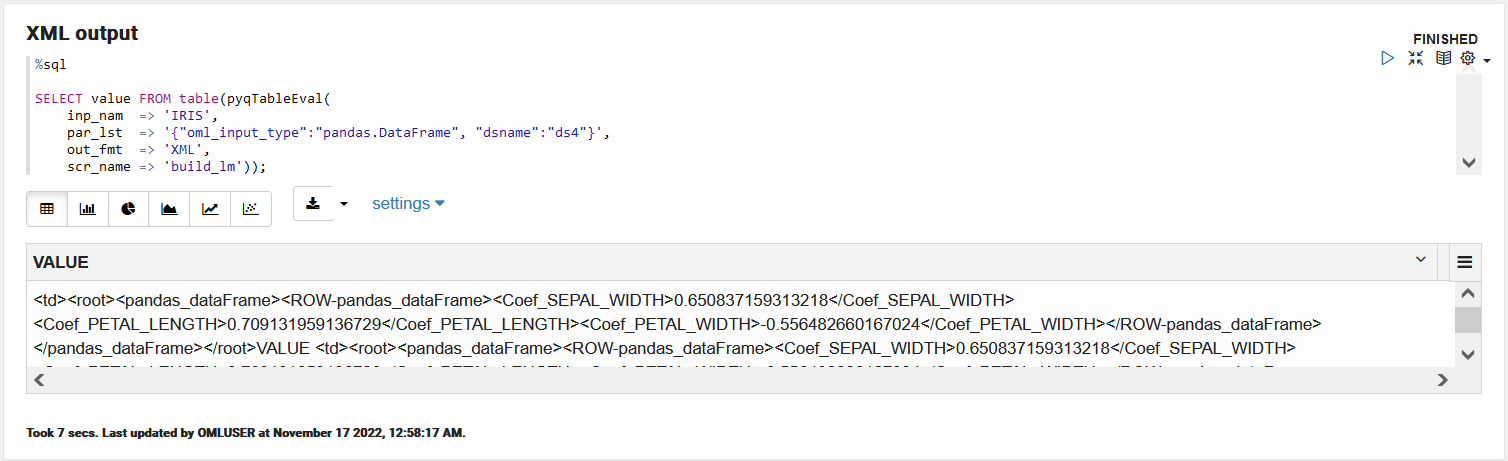 XML output
FINISHED
%sql
SELECT value FROM table(pyqTableEval(
inp_nam => 'IRIS',
par_lst => '{"oml_input_type":"pandas.DataFrame", "dsname":"ds4"}',
out_fmt => 'XML',
scr_name => 'build_lm'));
settings
VALUE
<td><root><pandas_dataFrame><ROW-pandas_dataFrame><Coef_SEPAL_WIDTH>0.650837159313218</Coef_SEPAL_WIDTH>
<Coef_PETAL_LENGTH>0.709131959136729</Coef_PETAL_LENGTH><Coef_PETAL_WIDTH>-0.556482660167024</Coef_PETAL_WIDTH></ROW-pandas_dataFrame>
</pandas_dataFrame></root>VALUE <td><root><pandas_dataFrame><ROW-pandas_dataFrame><Coef_SEPAL_WIDTH>0.650837159313218</Coef_SEPAL_WIDTH>
Took 7 secs. Last updated by OMLUSER at November 17 2022, 12:58:17 AM.